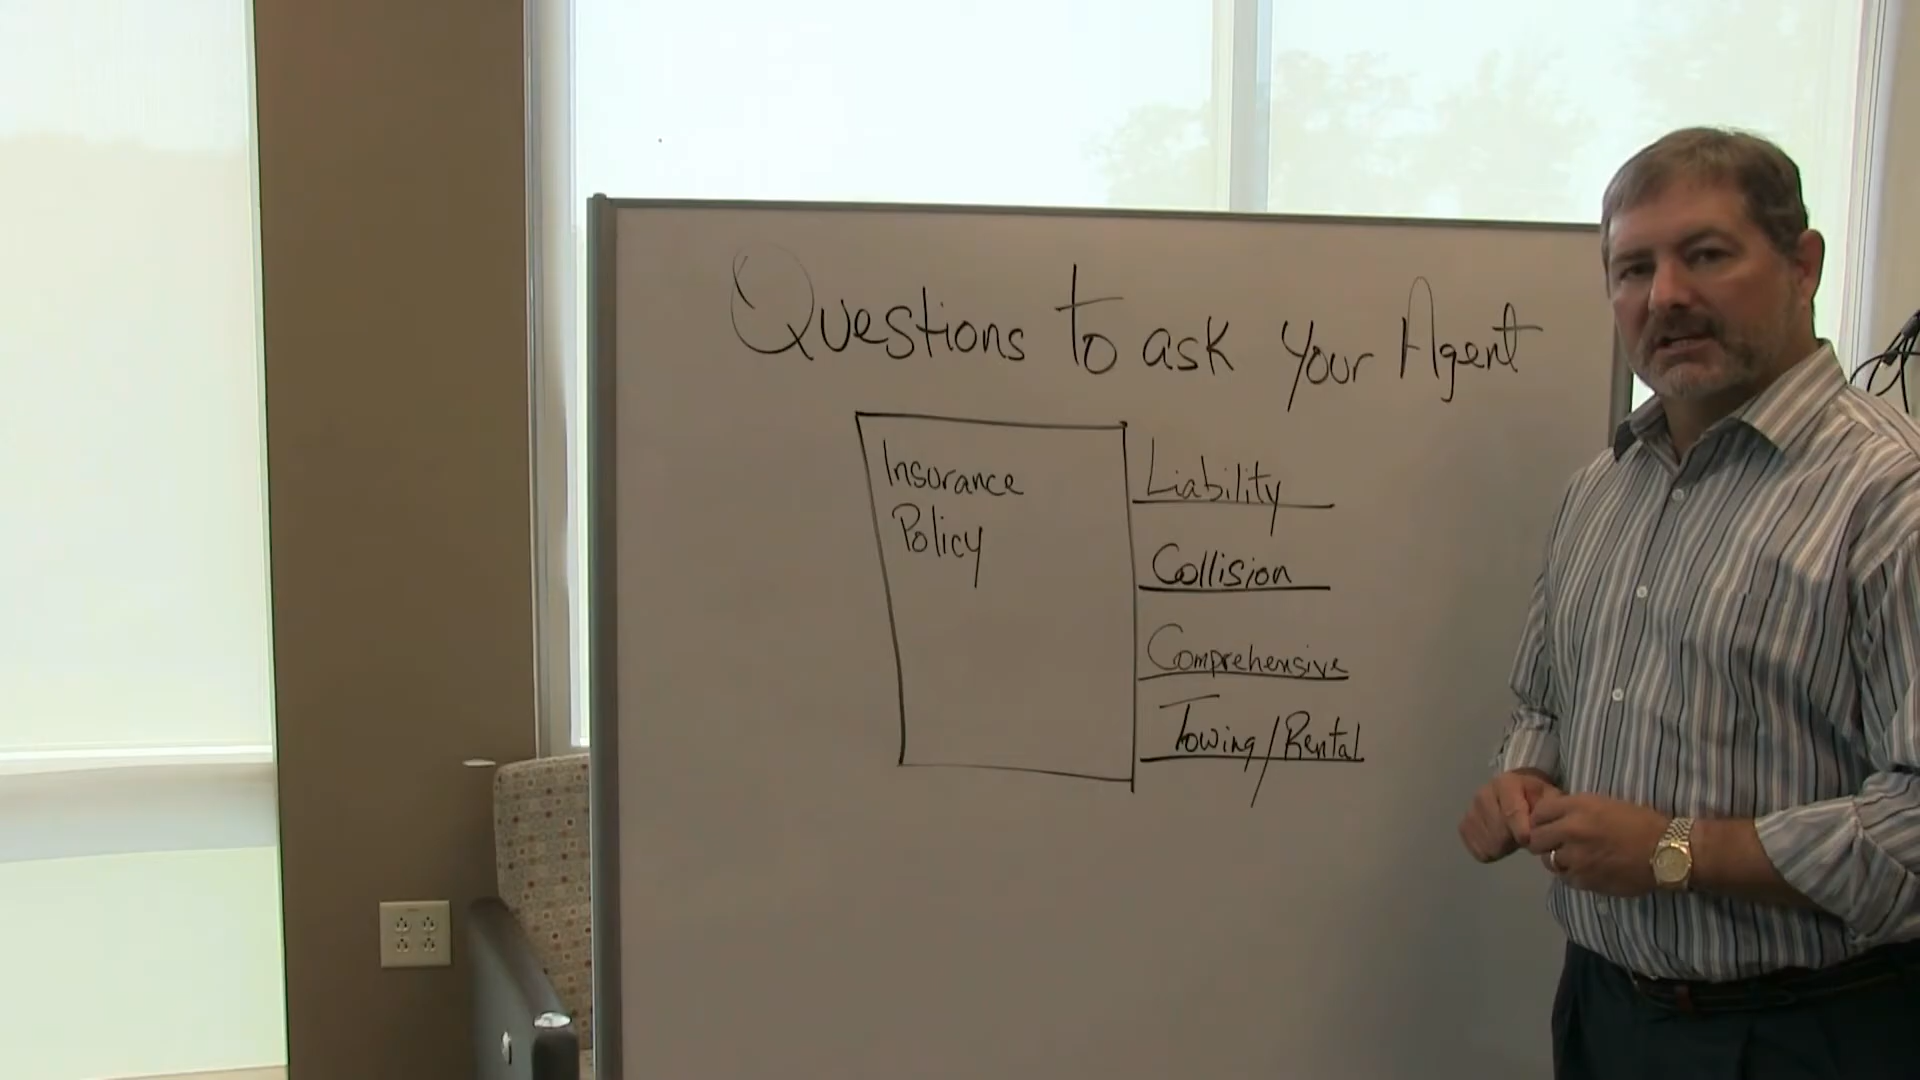 Questions to ask your Agent
Insurance
Policy
Liability
Collision
Comprehensive
Towing/Rental